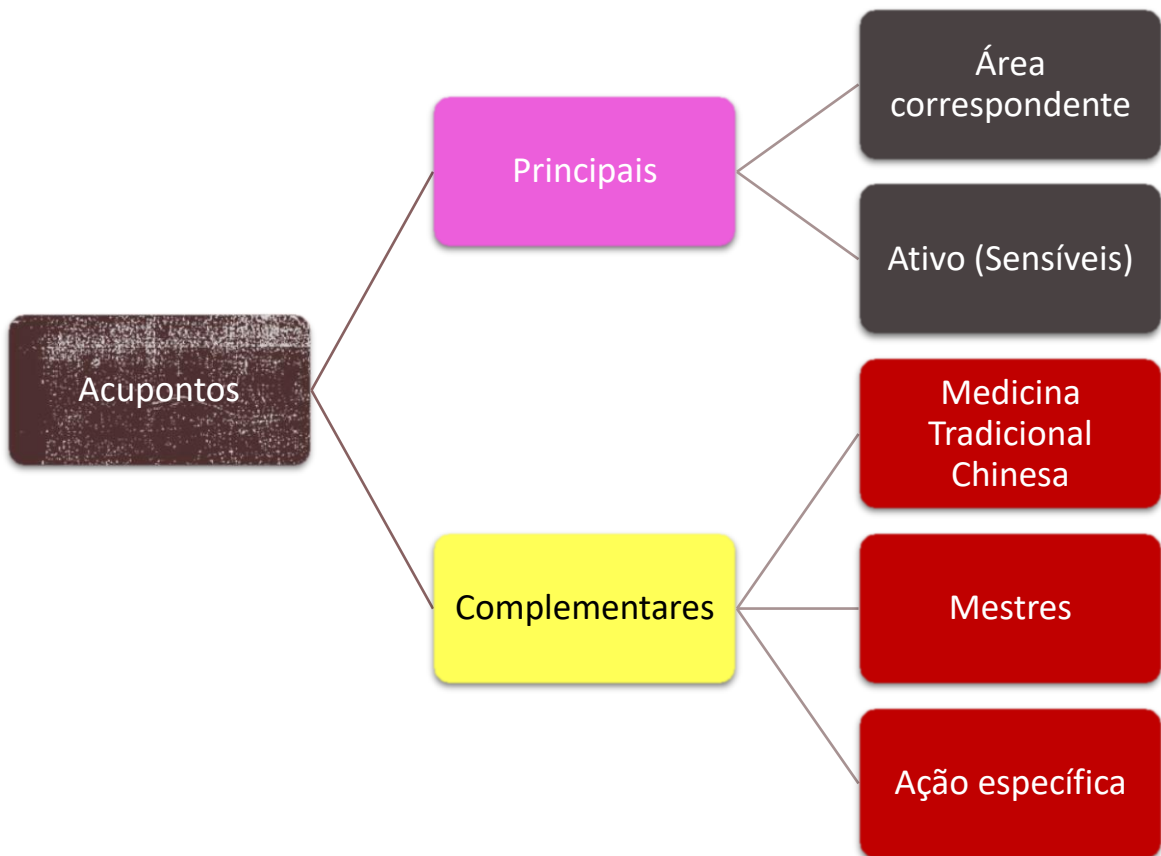 Acupontos
Principais
Área
correspondente
Ativo (Sensíveis)
Complementares
Medicina
Tradicional
Chinesa
Mestres
Ação específica